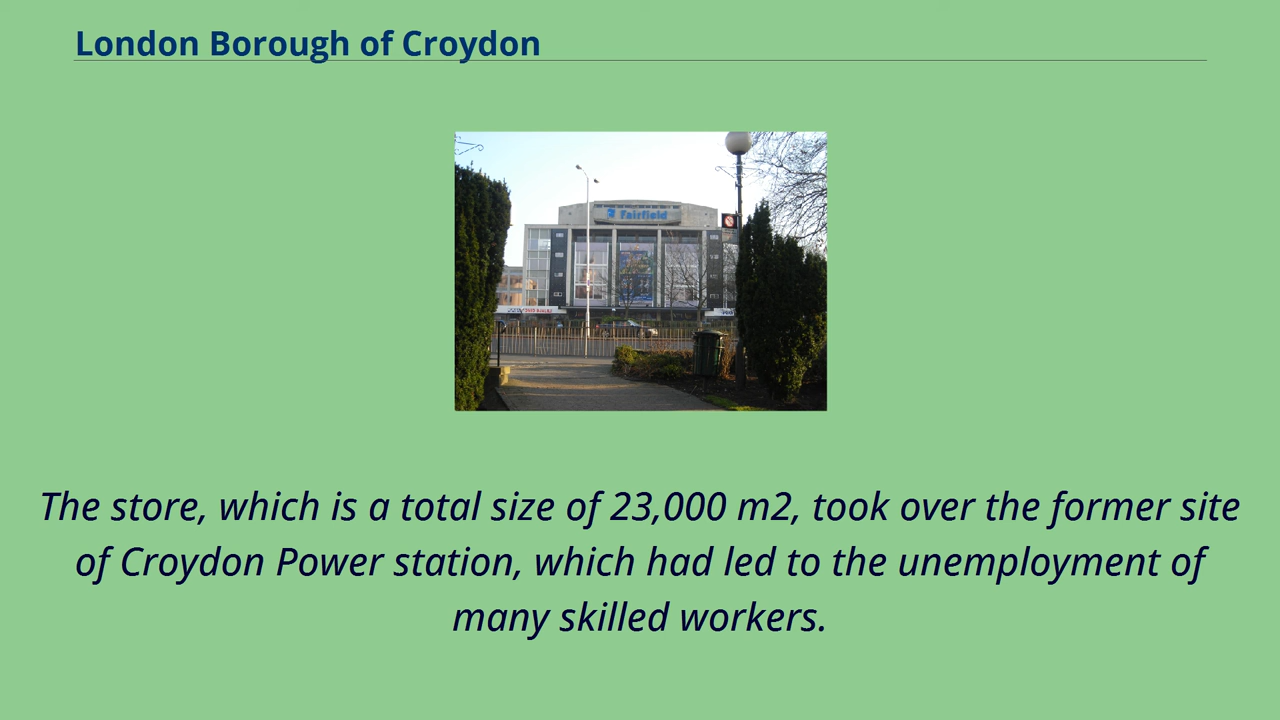 London Borough of Croydon
Fairfield
The store, which is a total size of 23,000 m2, took over the former site
of Croydon Power station, which had led to the unemployment of
many skilled workers.